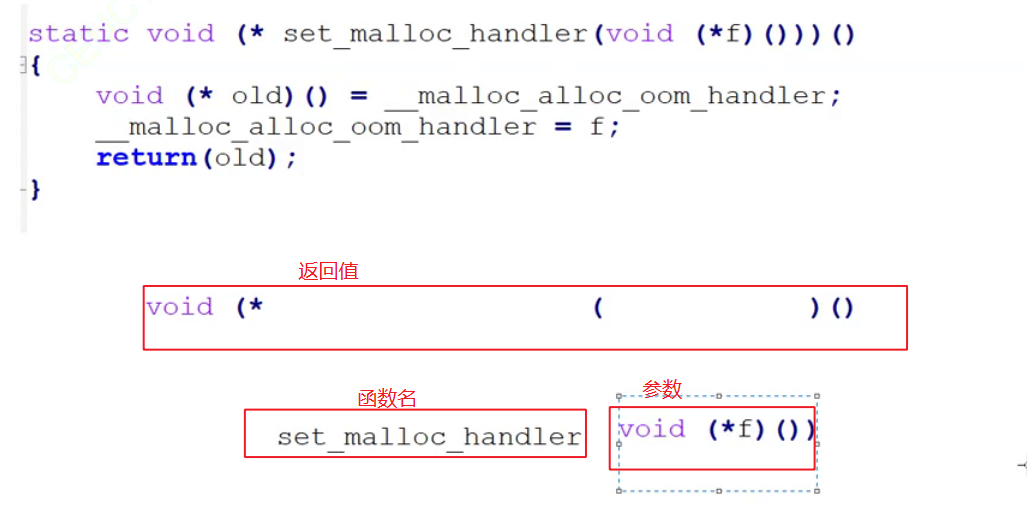 static void (* set_malloc_handler(void (*f)()))()
{
void (* old)() = __malloc_alloc_oom_handler;
__malloc_alloc_oom_handler = f;
return(old);
}
返回值
void (* ( )()
函数名 参数
set_malloc_handler void (*f)())